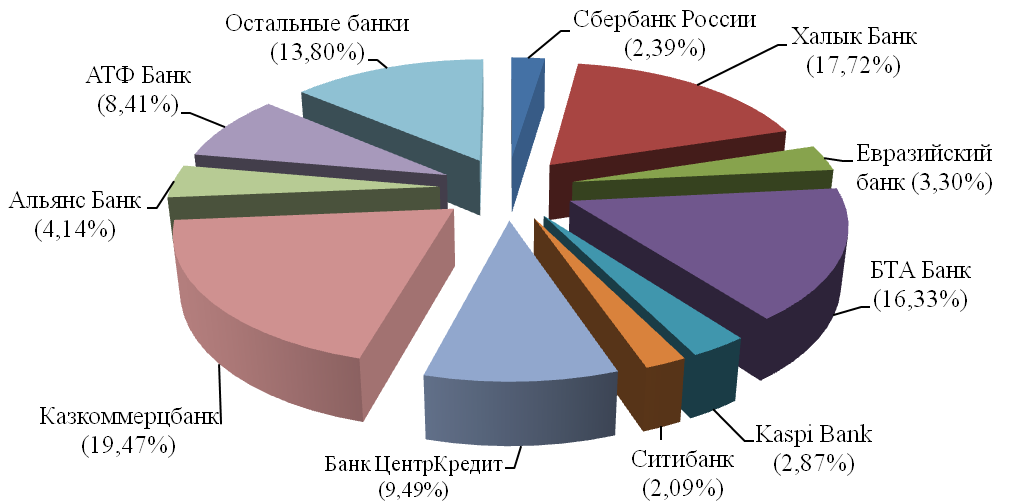 Сбербанк России
(2,39%)
Халык Банк
(17,72%)
Евразийский
банк (3,30%)
БТА Банк
(16,33%)
Kaspi Bank
(2,87%)
Ситибанк
(2,09%)
Банк ЦентрКредит
(9,49%)
Казкоммерцбанк
(19,47%)
Альянс Банк
(4,14%)
АТФ Банк
(8,41%)
Остальные банки
(13,80%)